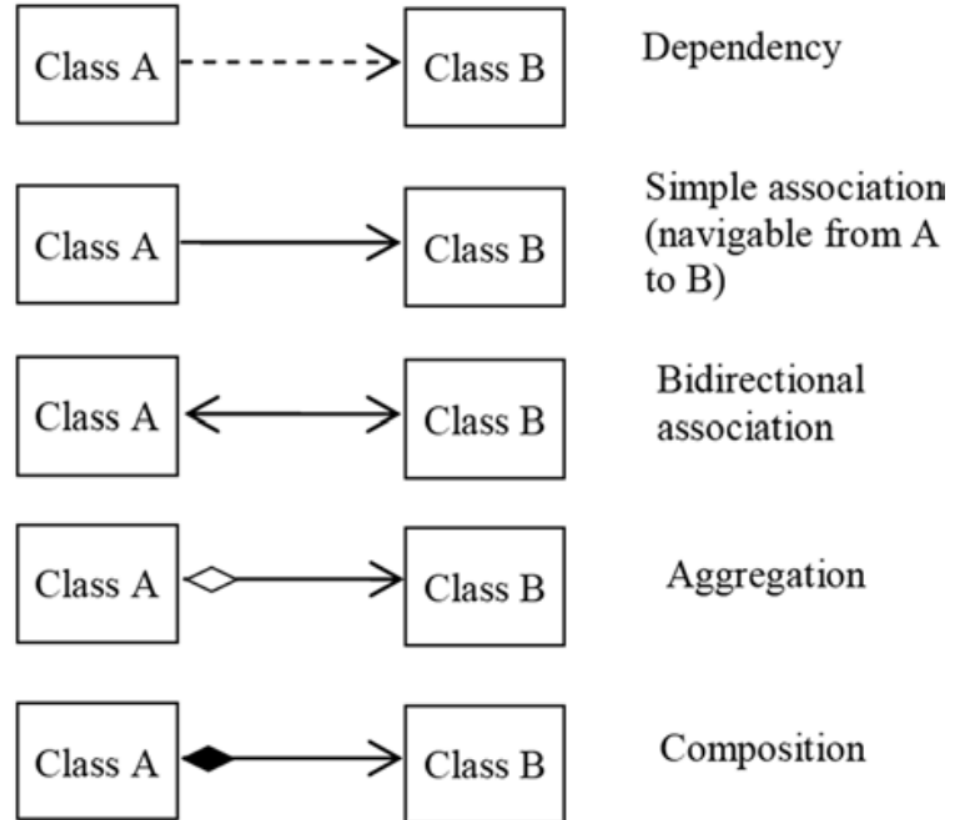 Class A
Class B
Dependency
Class A
Class B
Simple association
(navigable from A
to B)
Class A
Class B
Bidirectional
association
Class A
Class B
Aggregation
Class A
Class B
Composition